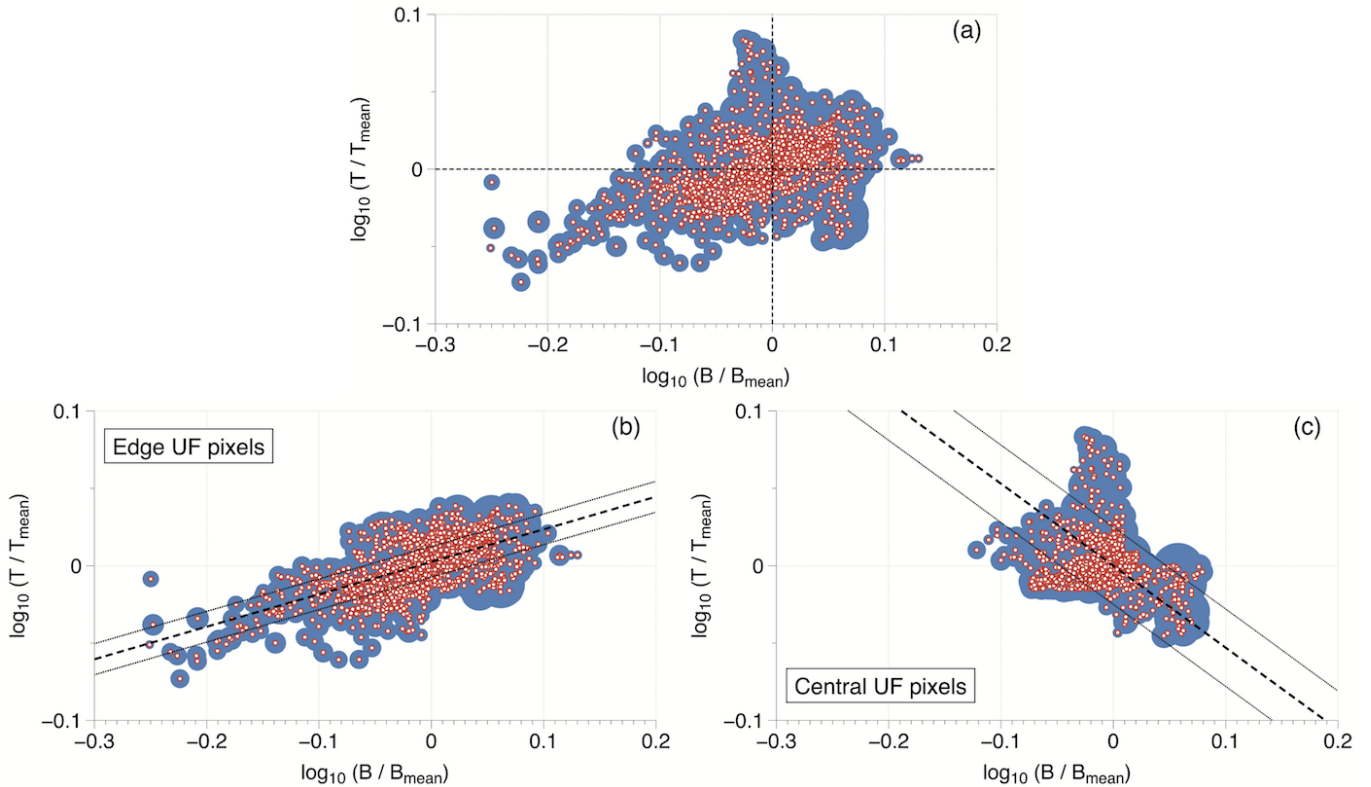 (a)
0.1
0
−0.1
log₁₀ (T / Tmean)
−0.3
−0.2
−0.1
0
0.1
0.2
log₁₀ (B / Bmean)
(b)
Edge UF pixels
0.1
0
−0.1
log₁₀ (T / Tmean)
−0.3
−0.2
−0.1
0
0.1
0.2
log₁₀ (B / Bmean)
(c)
Central UF pixels
0.1
0
−0.1
log₁₀ (T / Tmean)
−0.3
−0.2
−0.1
0
0.1
0.2
log₁₀ (B / Bmean)